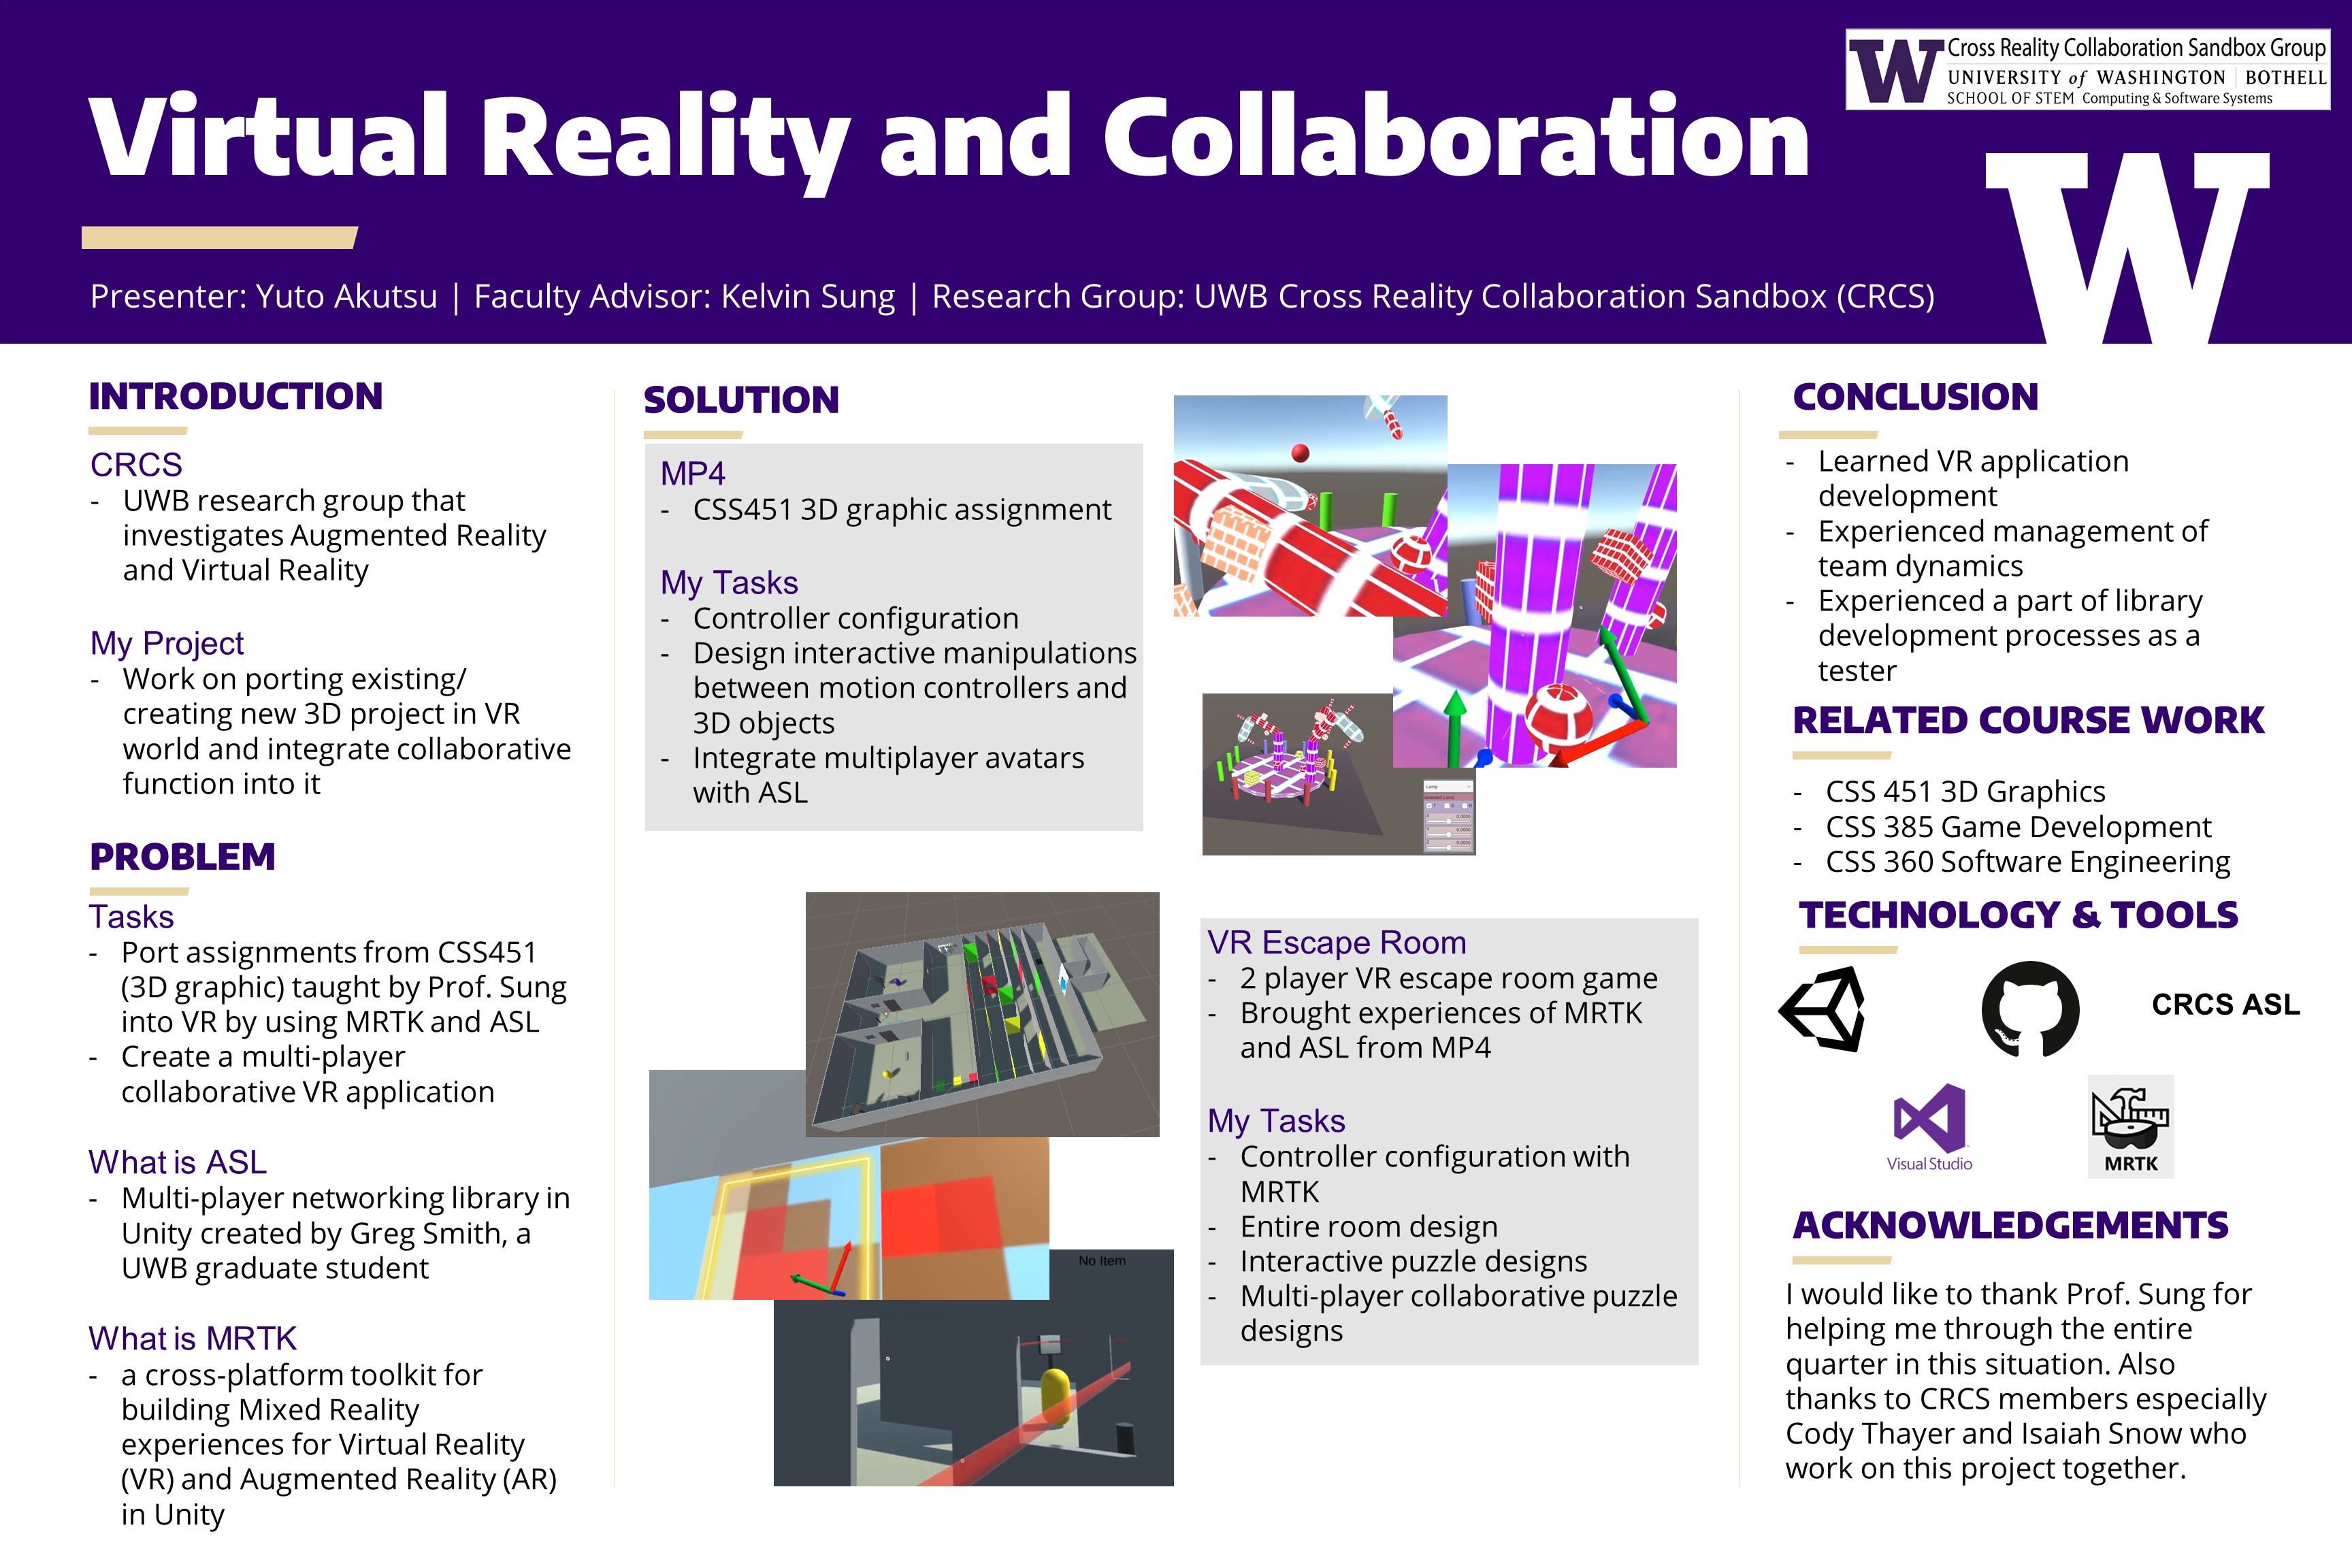 Cross Reality Collaboration Sandbox Group
UNIVERSITY of WASHINGTON | BOTHELL
SCHOOL OF STEM Computing & Software Systems
Virtual Reality and Collaboration
Presenter: Yuto Akutsu | Faculty Advisor: Kelvin Sung | Research Group: UWB Cross Reality Collaboration Sandbox (CRCS)
INTRODUCTION
CRCS
- UWB research group that
investigates Augmented Reality
and Virtual Reality
My Project
- Work on porting existing/
creating new 3D project in VR
world and integrate collaborative
function into it
PROBLEM
Tasks
- Port assignments from CSS451
(3D graphic) taught by Prof. Sung
into VR by using MRTK and ASL
- Create a multi-player
collaborative VR application
What is ASL
- Multi-player networking library in
Unity created by Greg Smith, a
UWB graduate student
What is MRTK
- a cross-platform toolkit for
building Mixed Reality
experiences for Virtual Reality
(VR) and Augmented Reality (AR)
in Unity
SOLUTION
MP4
- CSS451 3D graphic assignment
My Tasks
- Controller configuration
- Design interactive manipulations
between motion controllers and
3D objects
- Integrate multiplayer avatars
with ASL
Lamp
0.0000
0.0000
0.0000
No Item
VR Escape Room
- 2 player VR escape room game
- Brought experiences of MRTK
and ASL from MP4
My Tasks
- Controller configuration with
MRTK
- Entire room design
- Interactive puzzle designs
- Multi-player collaborative puzzle
designs
CONCLUSION
- Learned VR application
development
- Experienced management of
team dynamics
- Experienced a part of library
development processes as a
tester
RELATED COURSE WORK
- CSS 451 3D Graphics
- CSS 385 Game Development
- CSS 360 Software Engineering
TECHNOLOGY & TOOLS
CRCS ASL
Visual Studio
MRTK
ACKNOWLEDGEMENTS
I would like to thank Prof. Sung for
helping me through the entire
quarter in this situation. Also
thanks to CRCS members especially
Cody Thayer and Isaiah Snow who
work on this project together.